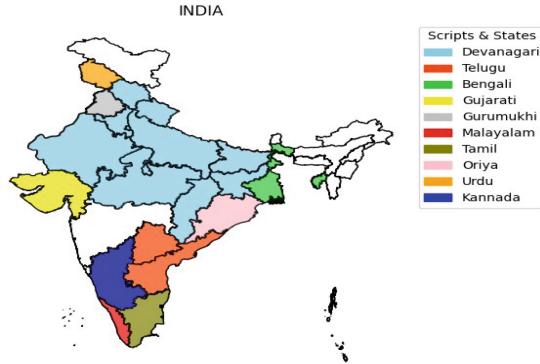 INDIA
Scripts & States
Devanagari
Telugu
Bengali
Gujarati
Gurumukhi
Malayalam
Tamil
Oriya
Urdu
Kannada